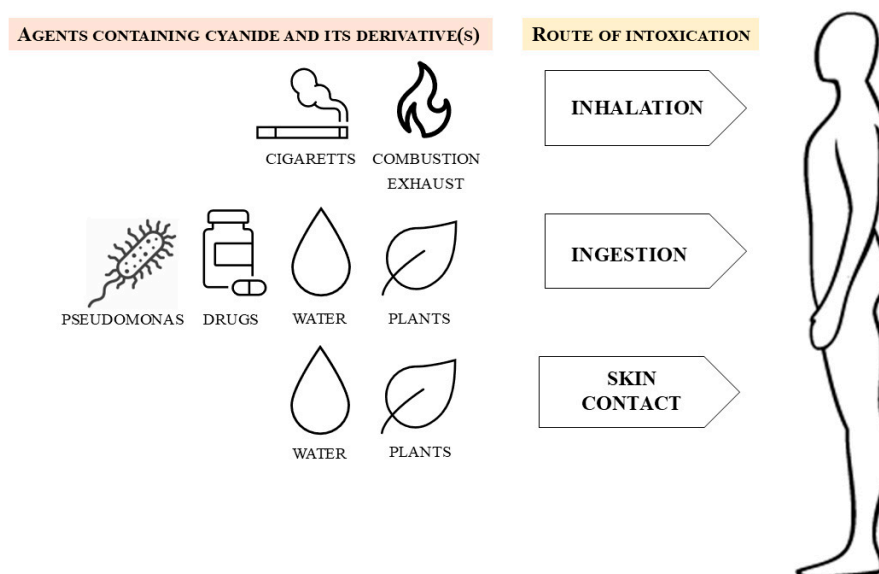 AGENTS CONTAINING CYANIDE AND ITS DERIVATIVE(S)
ROUTE OF INTOXICATION
CIGARETTS
COMBUSTION
EXHAUST
INHALATION
PSEUDOMONAS
DRUGS
WATER
PLANTS
INGESTION
WATER
PLANTS
SKIN
CONTACT